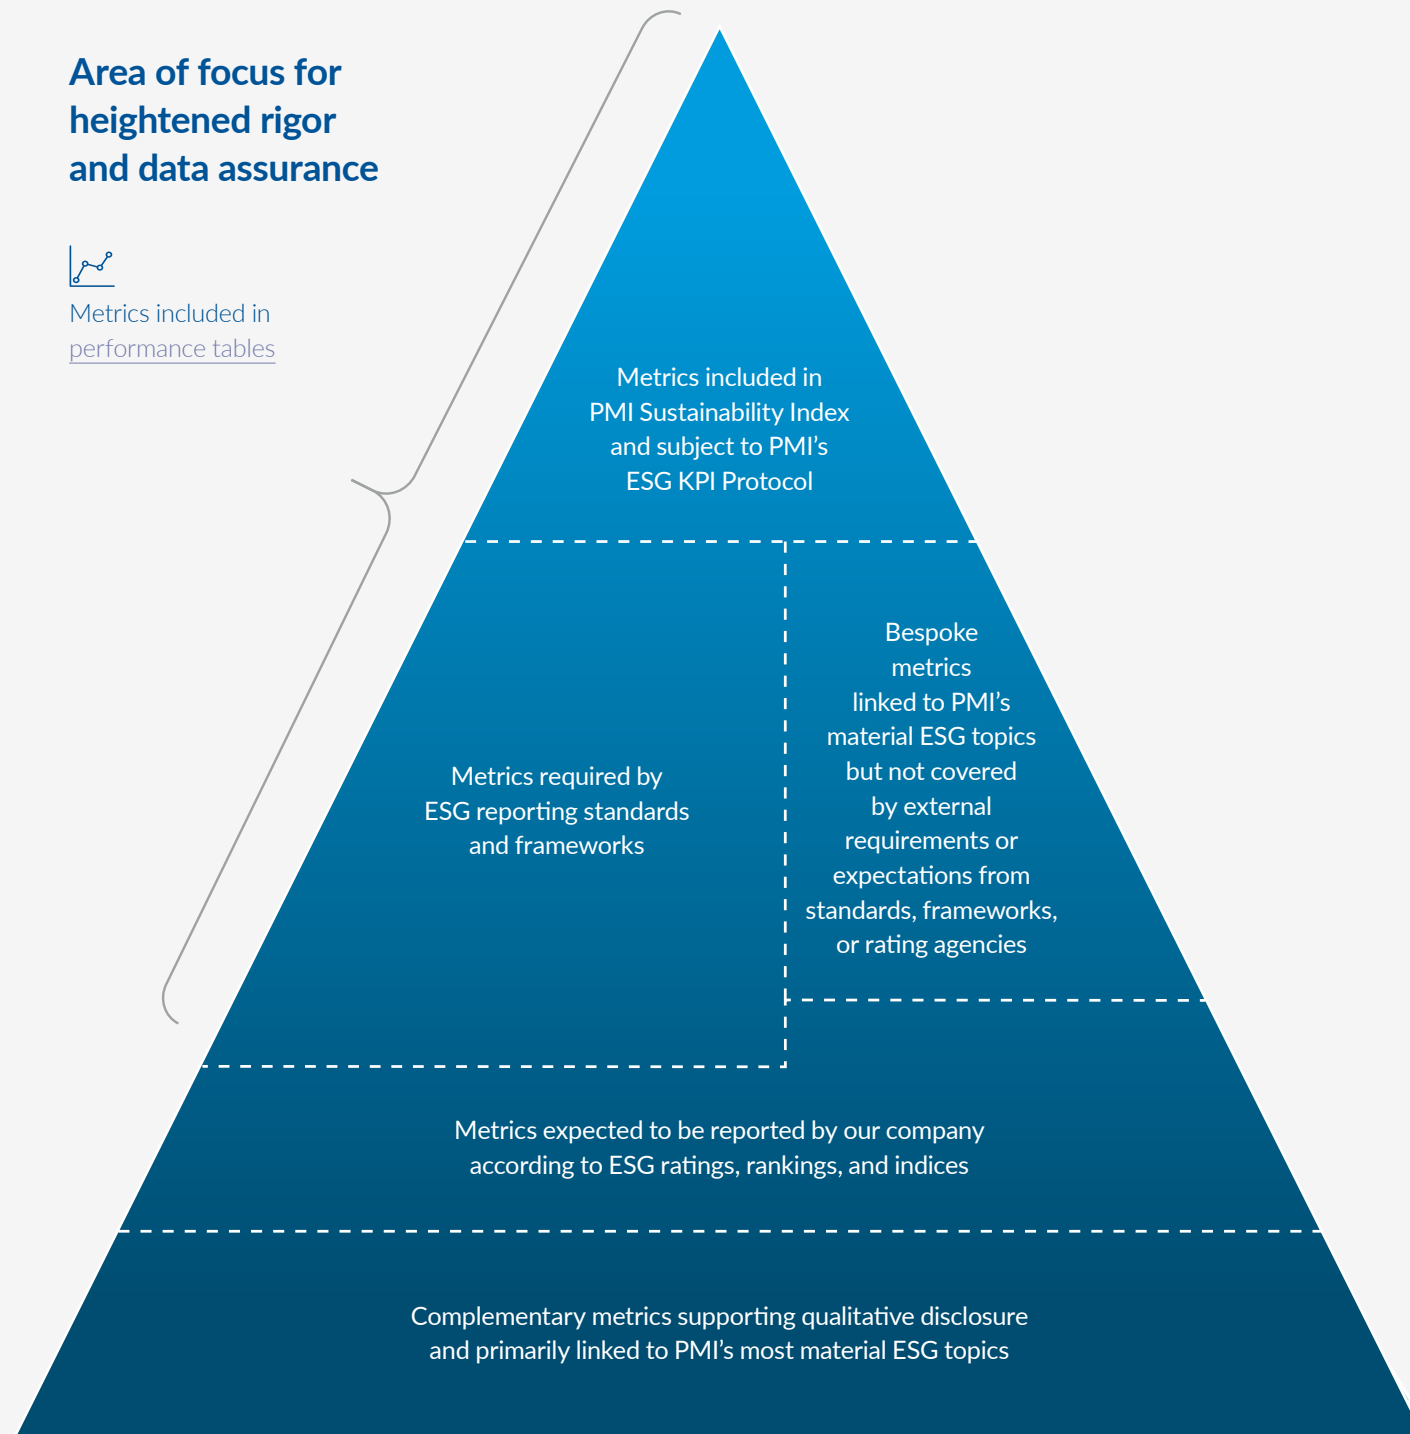 Area of focus for
heightened rigor
and data assurance
Metrics included in
performance tables
Metrics included in
PMI Sustainability Index
and subject to PMI’s
ESG KPI Protocol
Metrics required by
ESG reporting standards
and frameworks
Bespoke
metrics
linked to PMI’s
material ESG topics
but not covered
by external
requirements or
expectations from
standards, frameworks,
or rating agencies
Metrics expected to be reported by our company
according to ESG ratings, rankings, and indices
Complementary metrics supporting qualitative disclosure
and primarily linked to PMI’s most material ESG topics